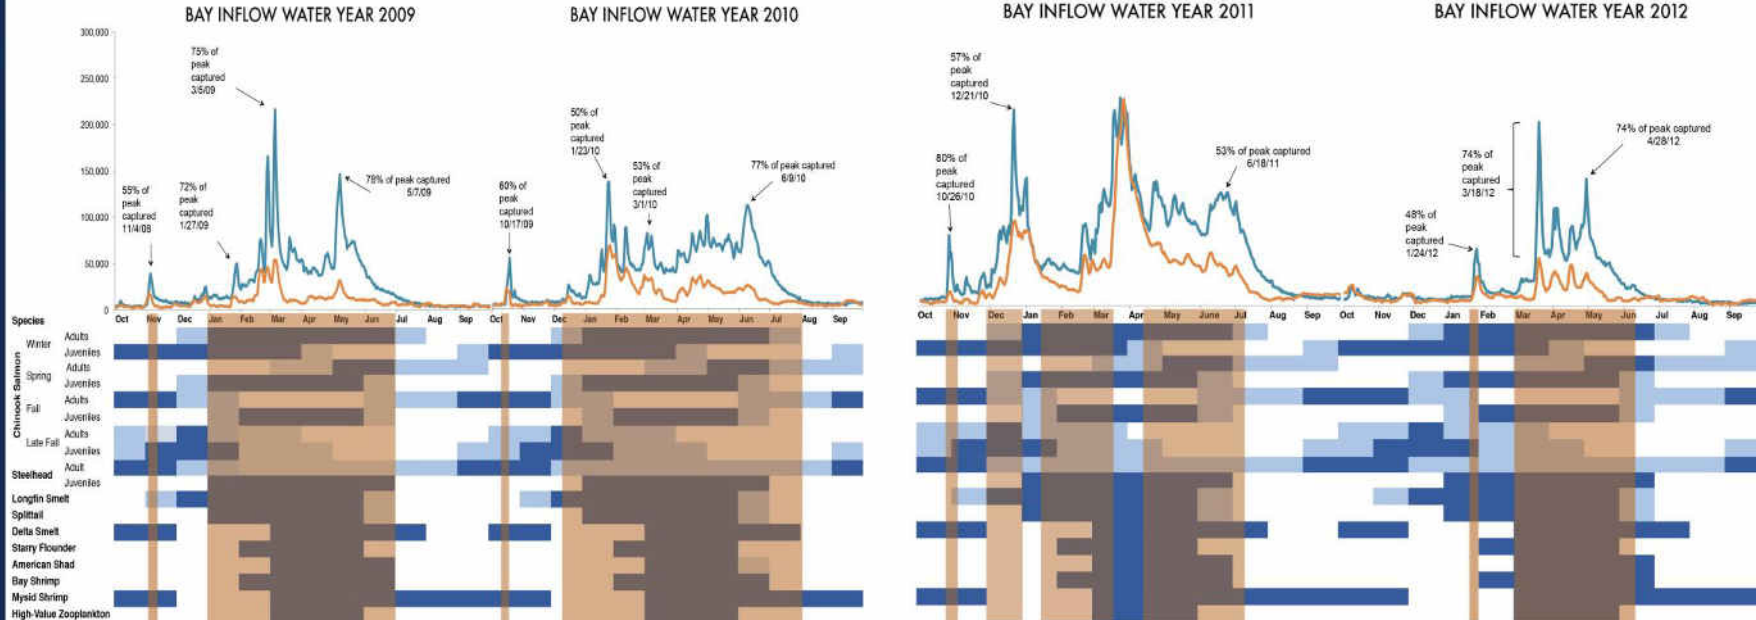 BAY INFLOW WATER YEAR 2009
BAY INFLOW WATER YEAR 2010
BAY INFLOW WATER YEAR 2011
BAY INFLOW WATER YEAR 2012
300,000
250,000
200,000
150,000
100,000
50,000
0
55% of
peak
captured
11/4/08
72% of
peak
captured
1/27/09
75% of
peak
captured
3/5/09
78% of peak captured
5/7/09
60% of
peak
captured
10/17/09
50% of
peak
captured
1/23/10
53% of
peak
captured
3/1/10
77% of peak captured
6/9/10
80% of
peak
captured
10/26/10
57% of
peak
captured
12/21/10
53% of peak captured
6/18/11
48% of
peak
captured
1/24/12
74% of
peak
captured
3/18/12
74% of peak captured
4/28/12
Oct Nov Dec Jan Feb Mar Apr May Jun Jul Aug Sep Oct Nov Dec Jan Feb Mar Apr May Jun Jul Aug Sep
Oct Nov Dec Jan Feb Mar Apr May June Jul Aug Sep Oct Nov Dec Jan Feb Mar Apr May Jun Jul Aug Sep
Species
Chinook Salmon
Winter
Adults
Juveniles
Spring
Adults
Juveniles
Fall
Adults
Juveniles
Late Fall
Adults
Juveniles
Steelhead
Adult
Juveniles
Longfin Smelt
Splittail
Delta Smelt
Starry Flounder
American Shad
Bay Shrimp
Mysid Shrimp
High-Value Zooplankton